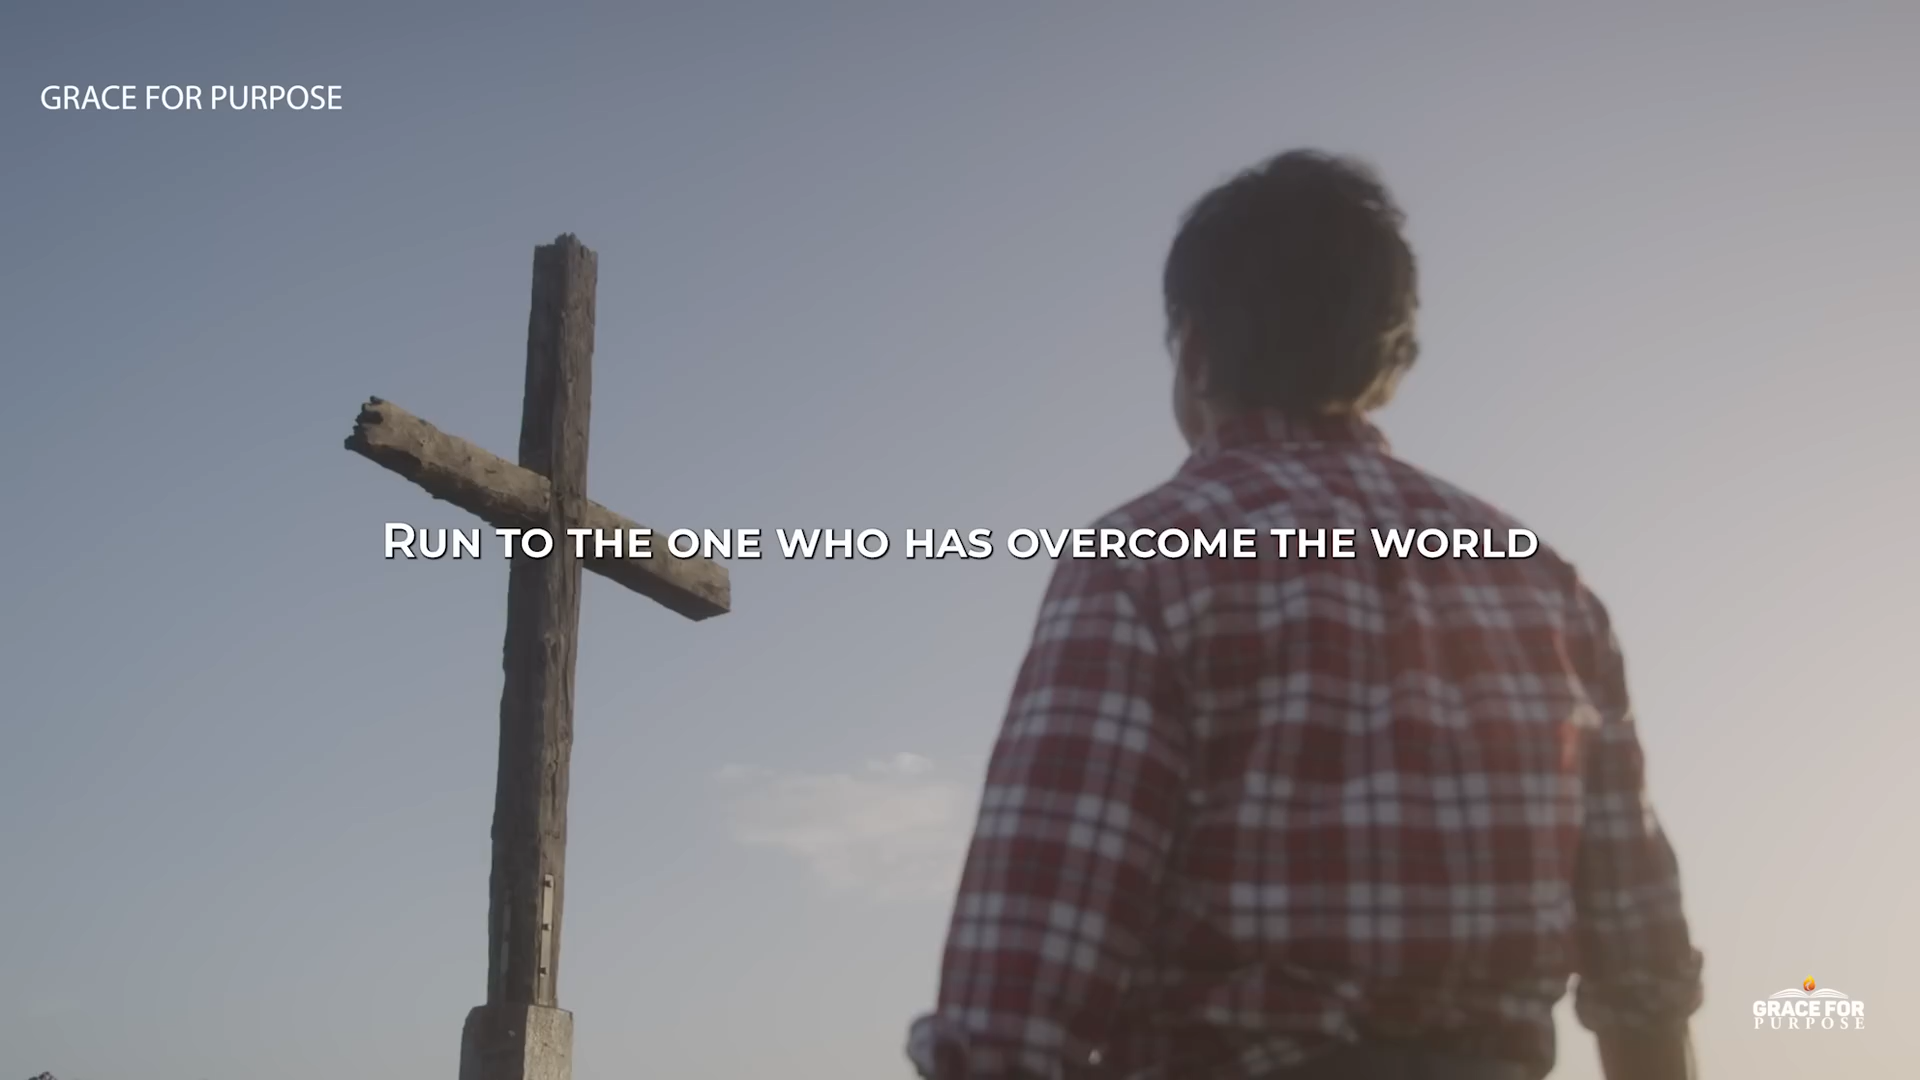 GRACE FOR PURPOSE
RUN TO THE ONE WHO HAS OVERCOME THE WORLD
GRACE FOR
PURPOSE